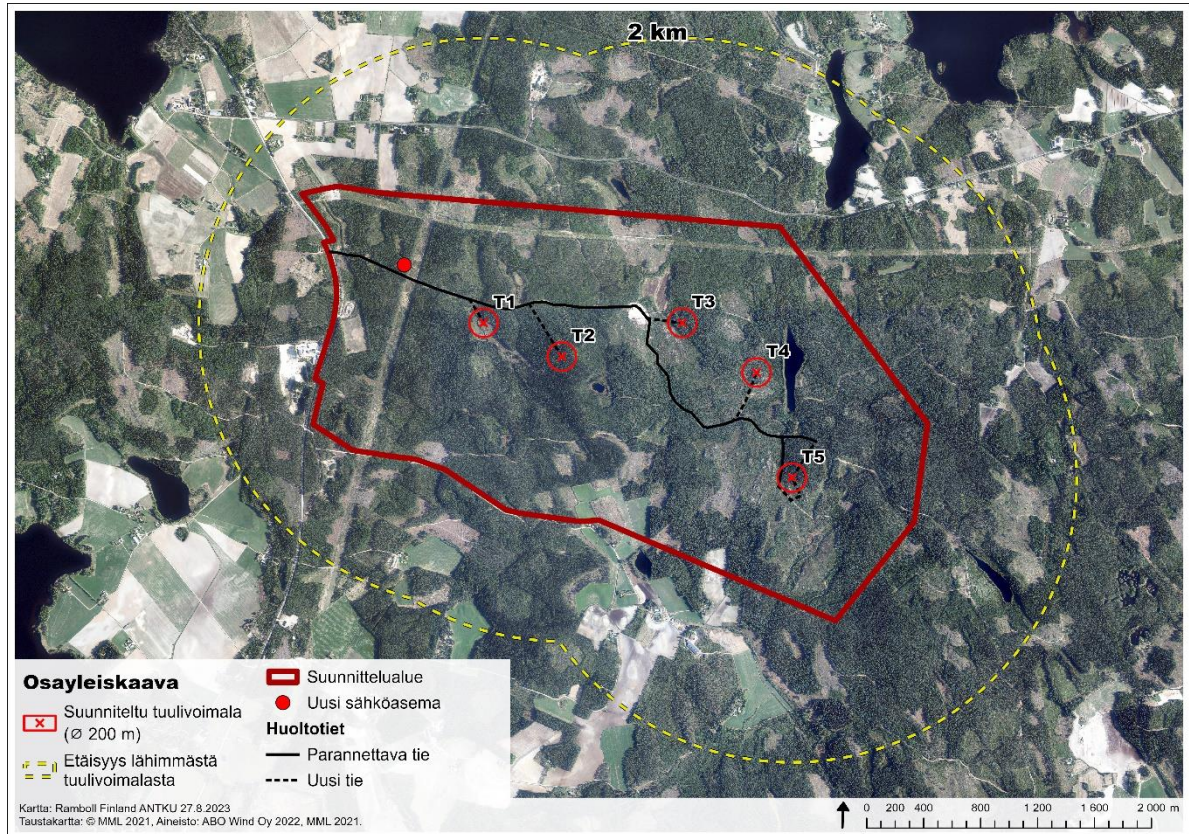 2 km
T1
T2
T3
T4
T5
Osayleiskaava
Suunniteltu tuulivoimala
(Ø 200 m)
Etäisyys lähimmästä
tuulivoimalasta
Suunnittelualue
Uusi sähköasema
Huoltotiet
Parannettava tie
Uusi tie
Kartta: Ramboll Finland ANTKU 27.8.2023
Taustakartta: © MML 2021, Aineisto: ABO Wind Oy 2022, MML 2021.
0 200 400 800 1 200 1 600 2 000 m